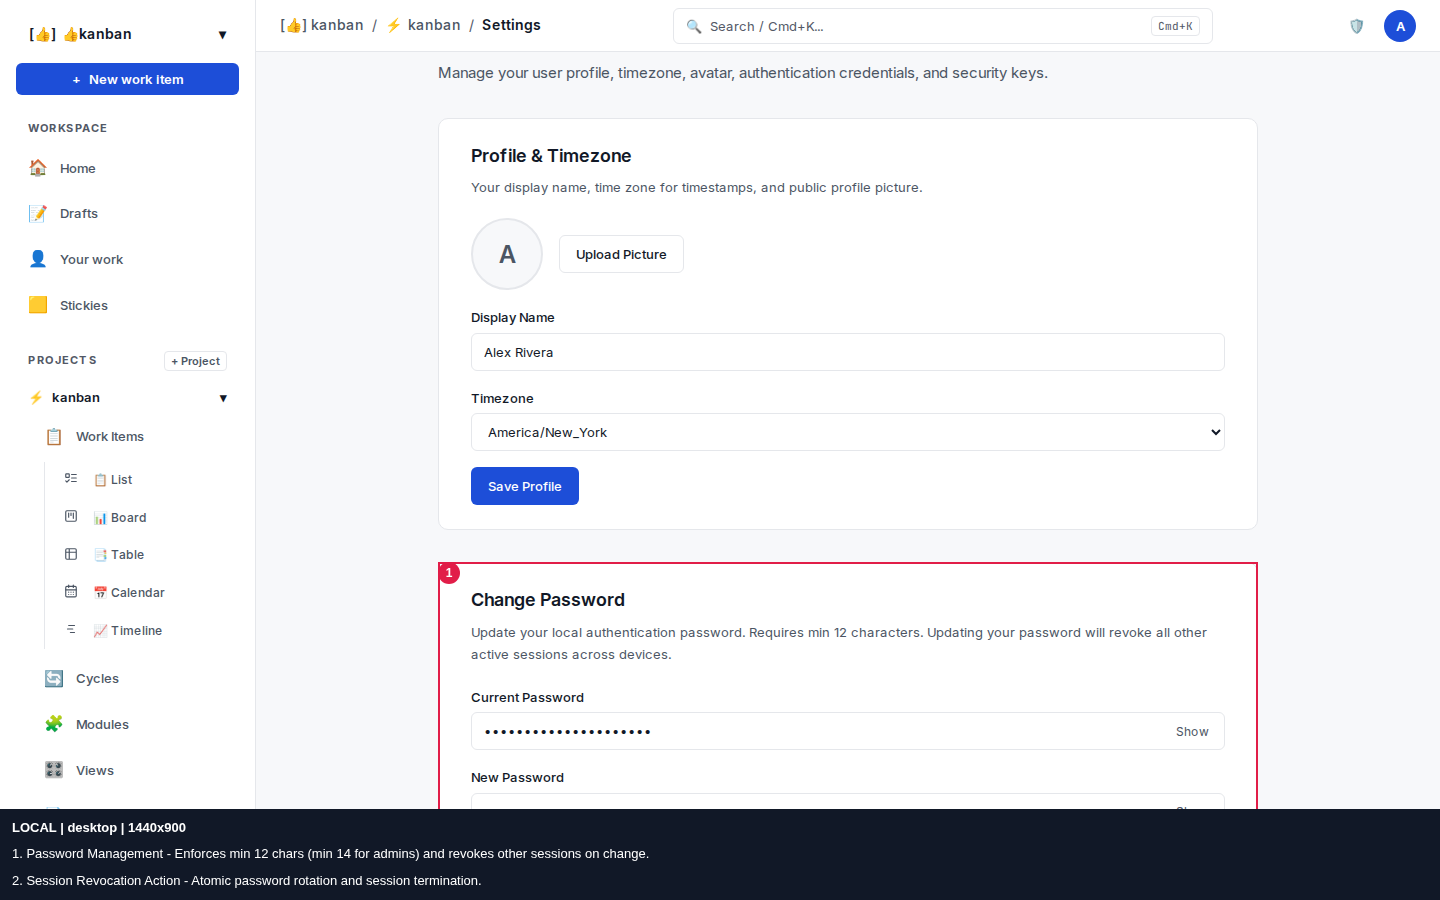 [👍] 👍kanban ▾
+ New work item
WORKSPACE
🏠 Home
📝 Drafts
👤 Your work
🟨 Stickies
PROJECTS + Project
⚡ kanban ▾
📋 Work Items
📋 List
📊 Board
📑 Table
📅 Calendar
📈 Timeline
🔄 Cycles
🧩 Modules
🎛️ Views
[👍] kanban / ⚡ kanban / Settings
🔍 Search / Cmd+K... Cmd+K
🛡️ A
Manage your user profile, timezone, avatar, authentication credentials, and security keys.
Profile & Timezone
Your display name, time zone for timestamps, and public profile picture.
A
Upload Picture
Display Name
Alex Rivera
Timezone
America/New_York
Save Profile
1
Change Password
Update your local authentication password. Requires min 12 characters. Updating your password will revoke all other
active sessions across devices.
Current Password
••••••••••••••••••••• Show
New Password
LOCAL | desktop | 1440x900
1. Password Management - Enforces min 12 chars (min 14 for admins) and revokes other sessions on change.
2. Session Revocation Action - Atomic password rotation and session termination.